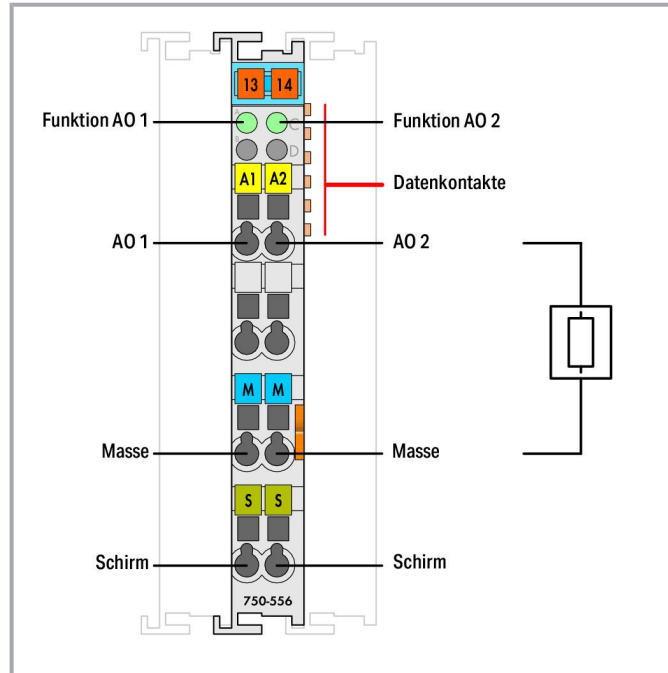 13 14
Funktion AO 1
A
C
Funktion AO 2
B
D
A1 A2
Datenkontakte
AO 1
AO 2
M M
Masse
Masse
S S
Schirm
Schirm
750-556